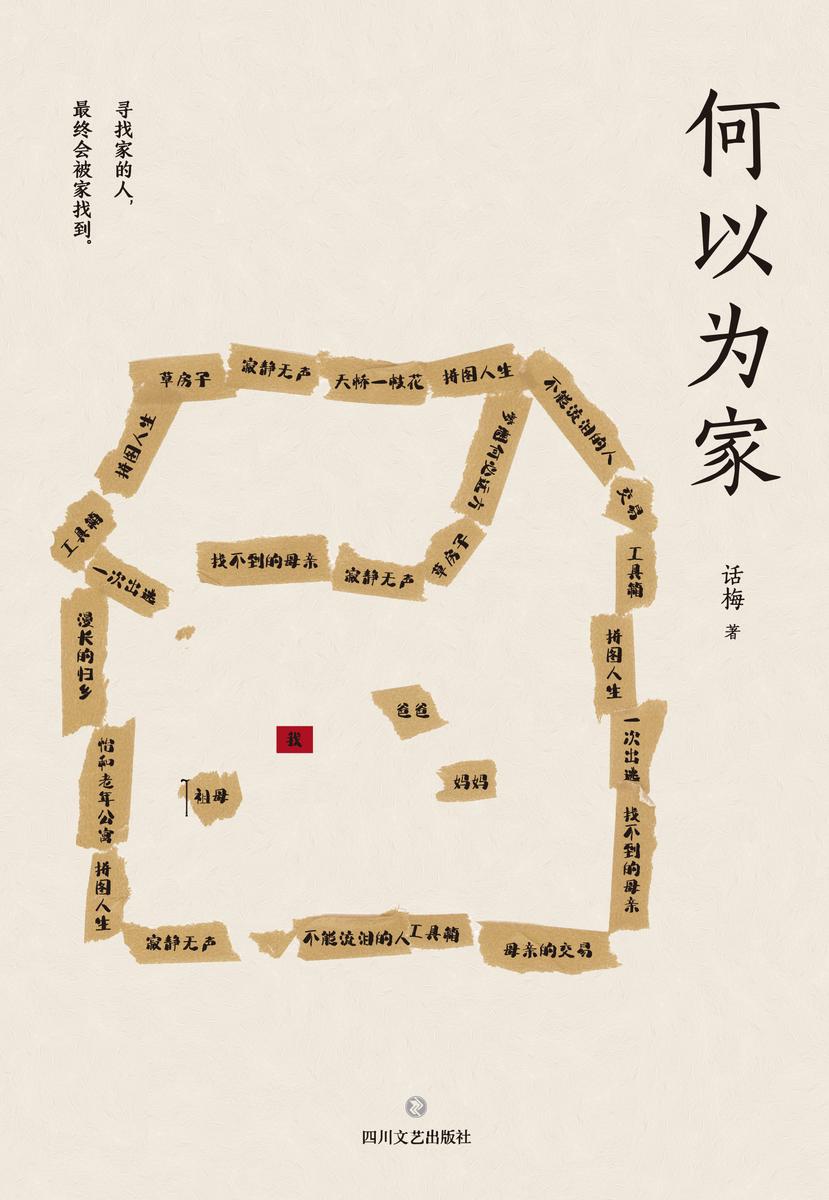 何以为家
话梅 著
寻找家的人，
最终会被家找到。
草房子
寂静无声
天桥一枝花
拼图人生
不能流泪的人
拼图人生
梦想何必远方
交易
工具箱
一次出逃
找不到的母亲
寂静无声
草房子
工具箱
漫长的归乡
拼图人生
爸爸
我
妈妈
祖母
一次出逃
怡和老年公寓
找不到的母亲
拼图人生
寂静无声
不能流泪的人
工具箱
母亲的交易
四川文艺出版社